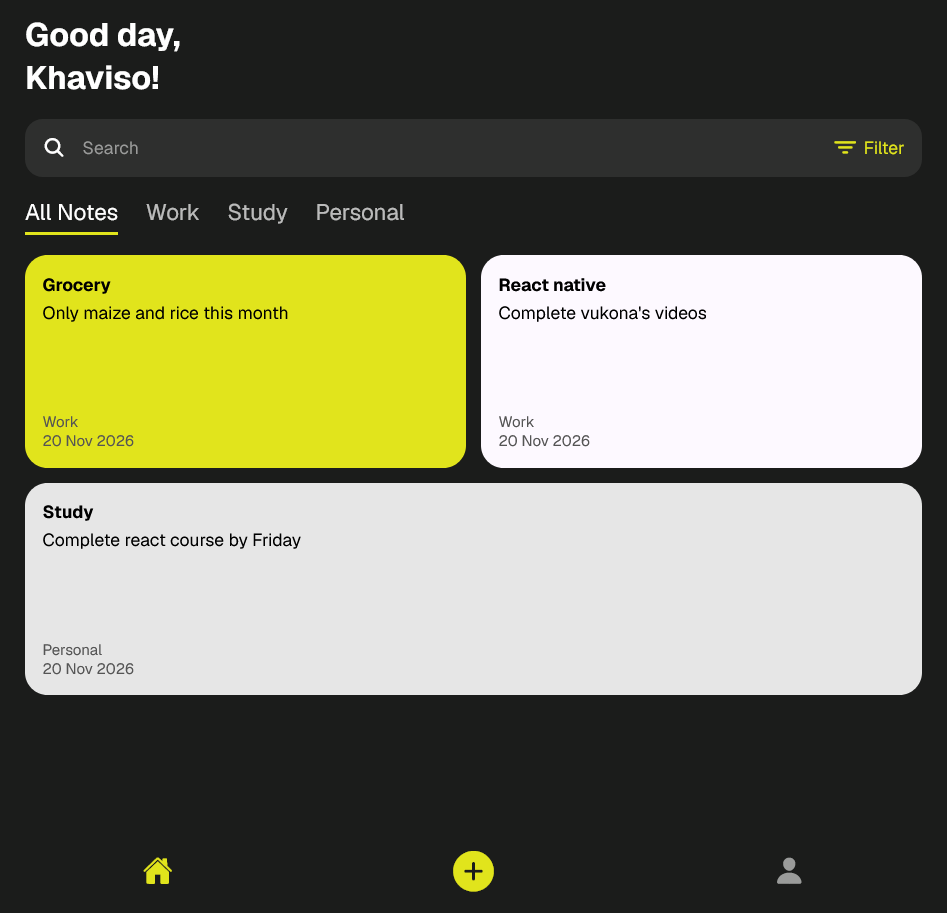 Good day,
Khaviso!
Search
Filter
All Notes Work Study Personal
Grocery
Only maize and rice this month
Work
20 Nov 2026
React native
Complete vukona's videos
Work
20 Nov 2026
Study
Complete react course by Friday
Personal
20 Nov 2026